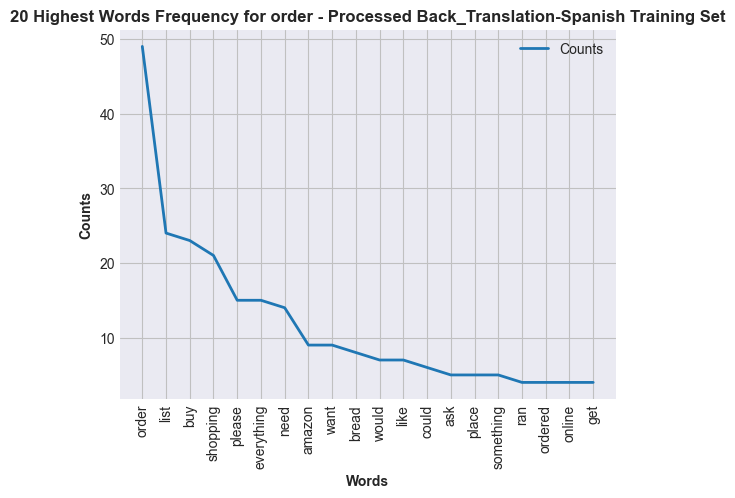 20 Highest Words Frequency for order - Processed Back_Translation-Spanish Training Set
Counts
50
40
30
20
10
Counts
order
list
buy
shopping
please
everything
need
amazon
want
bread
would
like
could
ask
place
something
ran
ordered
online
get
Words